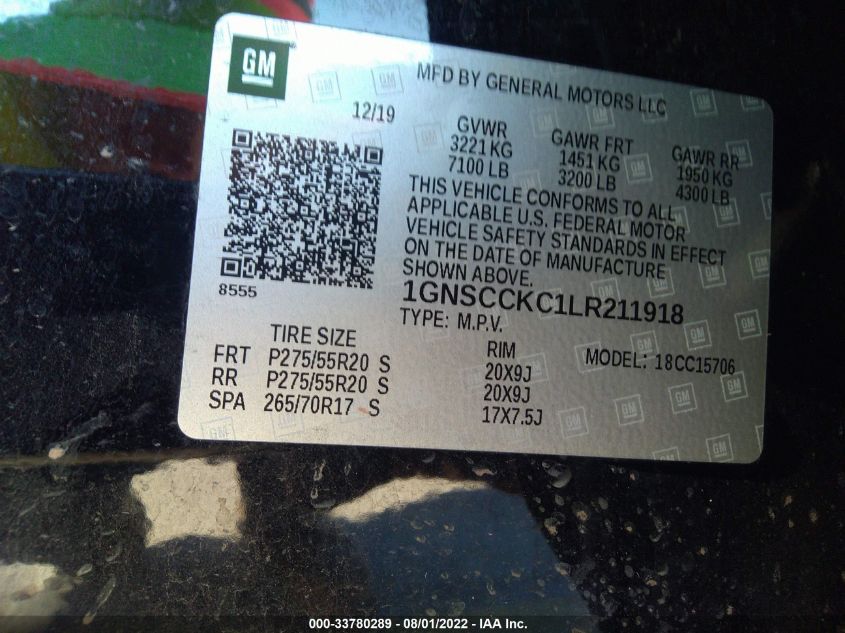 GM
MFD BY GENERAL MOTORS LLC
12/19
GVWR GAWR FRT GAWR RR
3221 KG 1451 KG 1950 KG
7100 LB 3200 LB 4300 LB
THIS VEHICLE CONFORMS TO ALL
APPLICABLE U.S. FEDERAL MOTOR
VEHICLE SAFETY STANDARDS IN EFFECT
ON THE DATE OF MANUFACTURE
SHOWN ABOVE.
8555
1GNSCCKC1LR211918
TYPE: M.P.V.
MODEL: 18CC15706
TIRE SIZE RIM
FRT P275/55R20 S 20X9J
RR P275/55R20 S 20X9J
SPA 265/70R17 S 17X7.5J
000-33780289 - 08/01/2022 - IAA Inc.